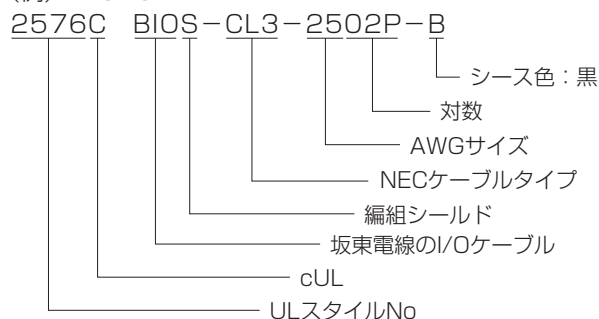 2576C BIOS-CL3-2502P-B
シース色：黒
対数
AWGサイズ
NECケーブルタイプ
編組シールド
坂東電線のI/Oケーブル
cUL
ULスタイルNo